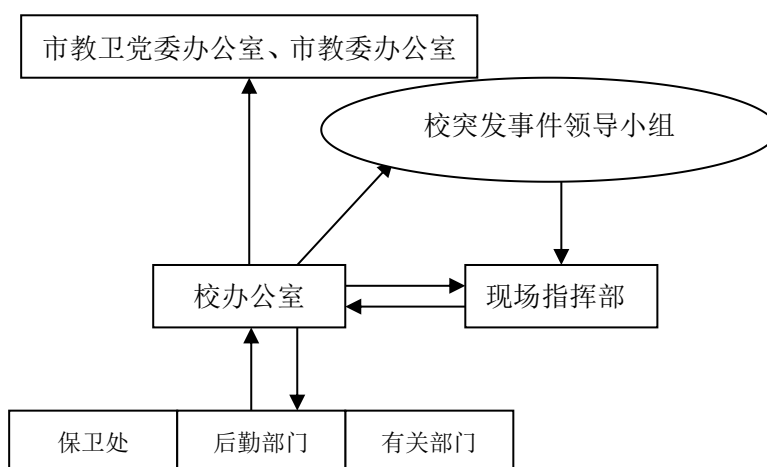 市教卫党委办公室、市教委办公室
校突发事件领导小组
校办公室
现场指挥部
保卫处
后勤部门
有关部门